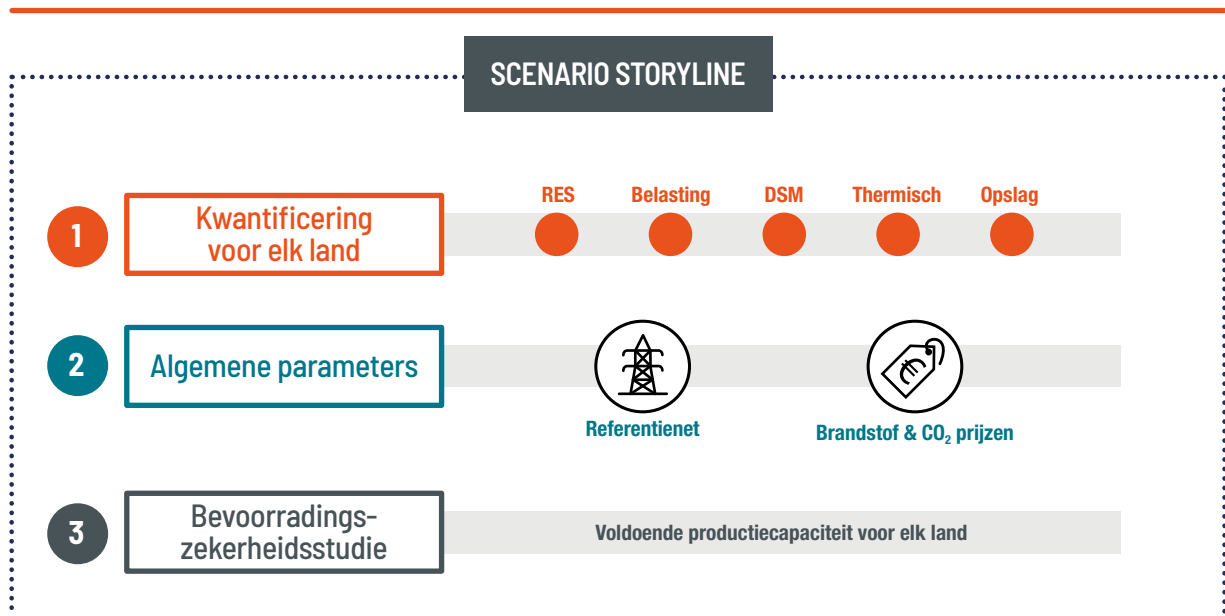 SCENARIO STORYLINE
1
Kwantificering
voor elk land
RES
Belasting
DSM
Thermisch
Opslag
2
Algemene parameters
€
Referentienet
Brandstof & CO₂ prijzen
3
Bevoorradings-
zekerheidsstudie
Voldoende productiecapaciteit voor elk land